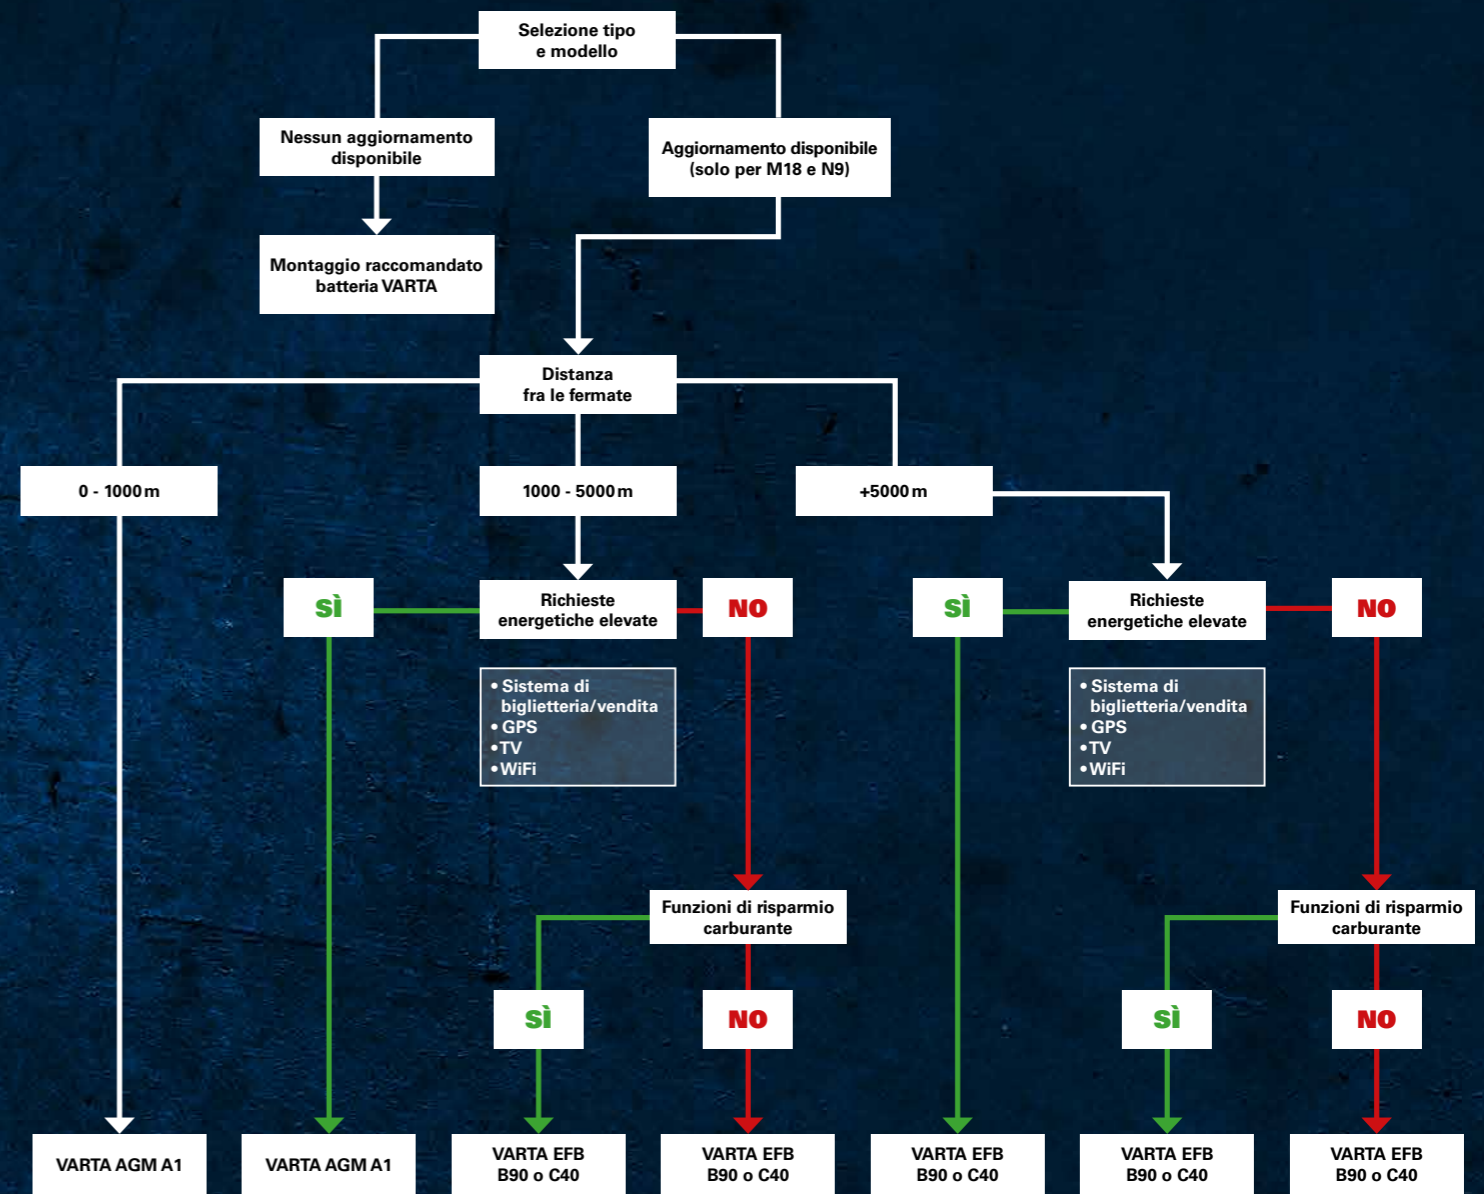 Selezione tipo
e modello
Nessun aggiornamento
disponibile
Aggiornamento disponibile
(solo per M18 e N9)
Montaggio raccomandato
batteria VARTA
Distanza
fra le fermate
0 - 1000 m
1000 - 5000 m
+5000 m
SÌ
Richieste
energetiche elevate
NO
SÌ
Richieste
energetiche elevate
NO
• Sistema di
biglietteria/vendita
• GPS
• TV
• WiFi
• Sistema di
biglietteria/vendita
• GPS
• TV
• WiFi
Funzioni di risparmio
carburante
Funzioni di risparmio
carburante
SÌ
NO
SÌ
NO
VARTA AGM A1
VARTA AGM A1
VARTA EFB
B90 o C40
VARTA EFB
B90 o C40
VARTA EFB
B90 o C40
VARTA EFB
B90 o C40
VARTA EFB
B90 o C40